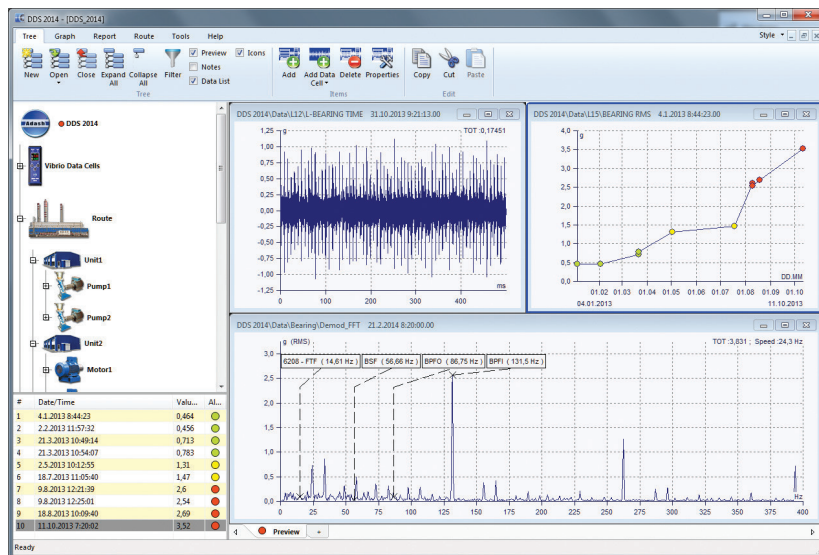 DDS 2014 - [DDS_2014]
Tree Graph Report Route Tools Help Style
New Open Close Expand All Collapse All Filter
Preview Icons
Notes
Data List
Add Add Data Cell Delete Properties Copy Cut Paste
Tree Items Edit
Adash DDS 2014
Vibrio Data Cells
Route
Unit1
Pump1
Pump2
Unit2
Motor1
# Date/Time Valu... Al...
1 4.1.2013 8:44:23 0,464
2 2.2.2013 11:57:32 0,456
3 21.3.2013 10:49:14 0,713
4 21.3.2013 10:54:07 0,783
5 2.5.2013 10:12:55 1,31
6 18.7.2013 11:05:40 1,47
7 9.8.2013 12:21:39 2,6
8 9.8.2013 12:25:01 2,54
9 18.8.2013 10:09:40 2,69
10 11.10.2013 7:20:02 3,52
DDS 2014\Data\L12\L-BEARING TIME 31.10.2013 9:21:13.00
g TOT :0,17451
1,25
1,00
0,75
0,50
0,25
0,00
-0,25
-0,50
-0,75
-1,00
-1,25
ms
0 100 200 300 400
DDS 2014\Data\L15\BEARING RMS 4.1.2013 8:44:23.00
g
4,0
3,5
3,0
2,5
2,0
1,5
1,0
0,5
0,0
DD.MM
01.02 01.03 01.04 01.05 01.06 01.07 01.08 01.09 01.10
04.01.2013 11.10.2013
DDS 2014\Data\Bearing\Demod_FFT 21.2.2014 8:20:00.00
g (RMS) TOT :3,831 ; Speed :24,3 Hz
6208 - FTF ( 14,61 Hz ) BSF ( 56,66 Hz ) BPFO ( 86,75 Hz ) BPFI ( 131,5 Hz )
3,0
2,5
2,0
1,5
1,0
0,5
0,0
Hz
0 25 50 75 100 125 150 175 200 225 250 275 300 325 350 375 400
Preview +
Ready